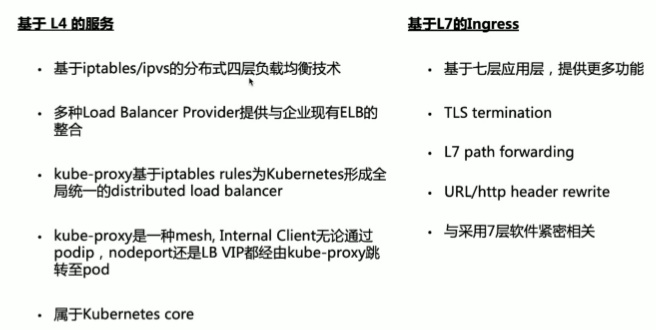 基于 L4 的服务
• 基于iptables/ipvs的分布式四层负载均衡技术
• 多种Load Balancer Provider提供与企业现有ELB的
整合
• kube-proxy基于iptables rules为Kubernetes形成全
局统一的distributed load balancer
• kube-proxy是一种mesh, Internal Client无论通过
podip，nodeport还是LB VIP都经由kube-proxy跳
转至pod
• 属于Kubernetes core
基于L7的Ingress
• 基于七层应用层，提供更多功能
• TLS termination
• L7 path forwarding
• URL/http header rewrite
• 与采用7层软件紧密相关